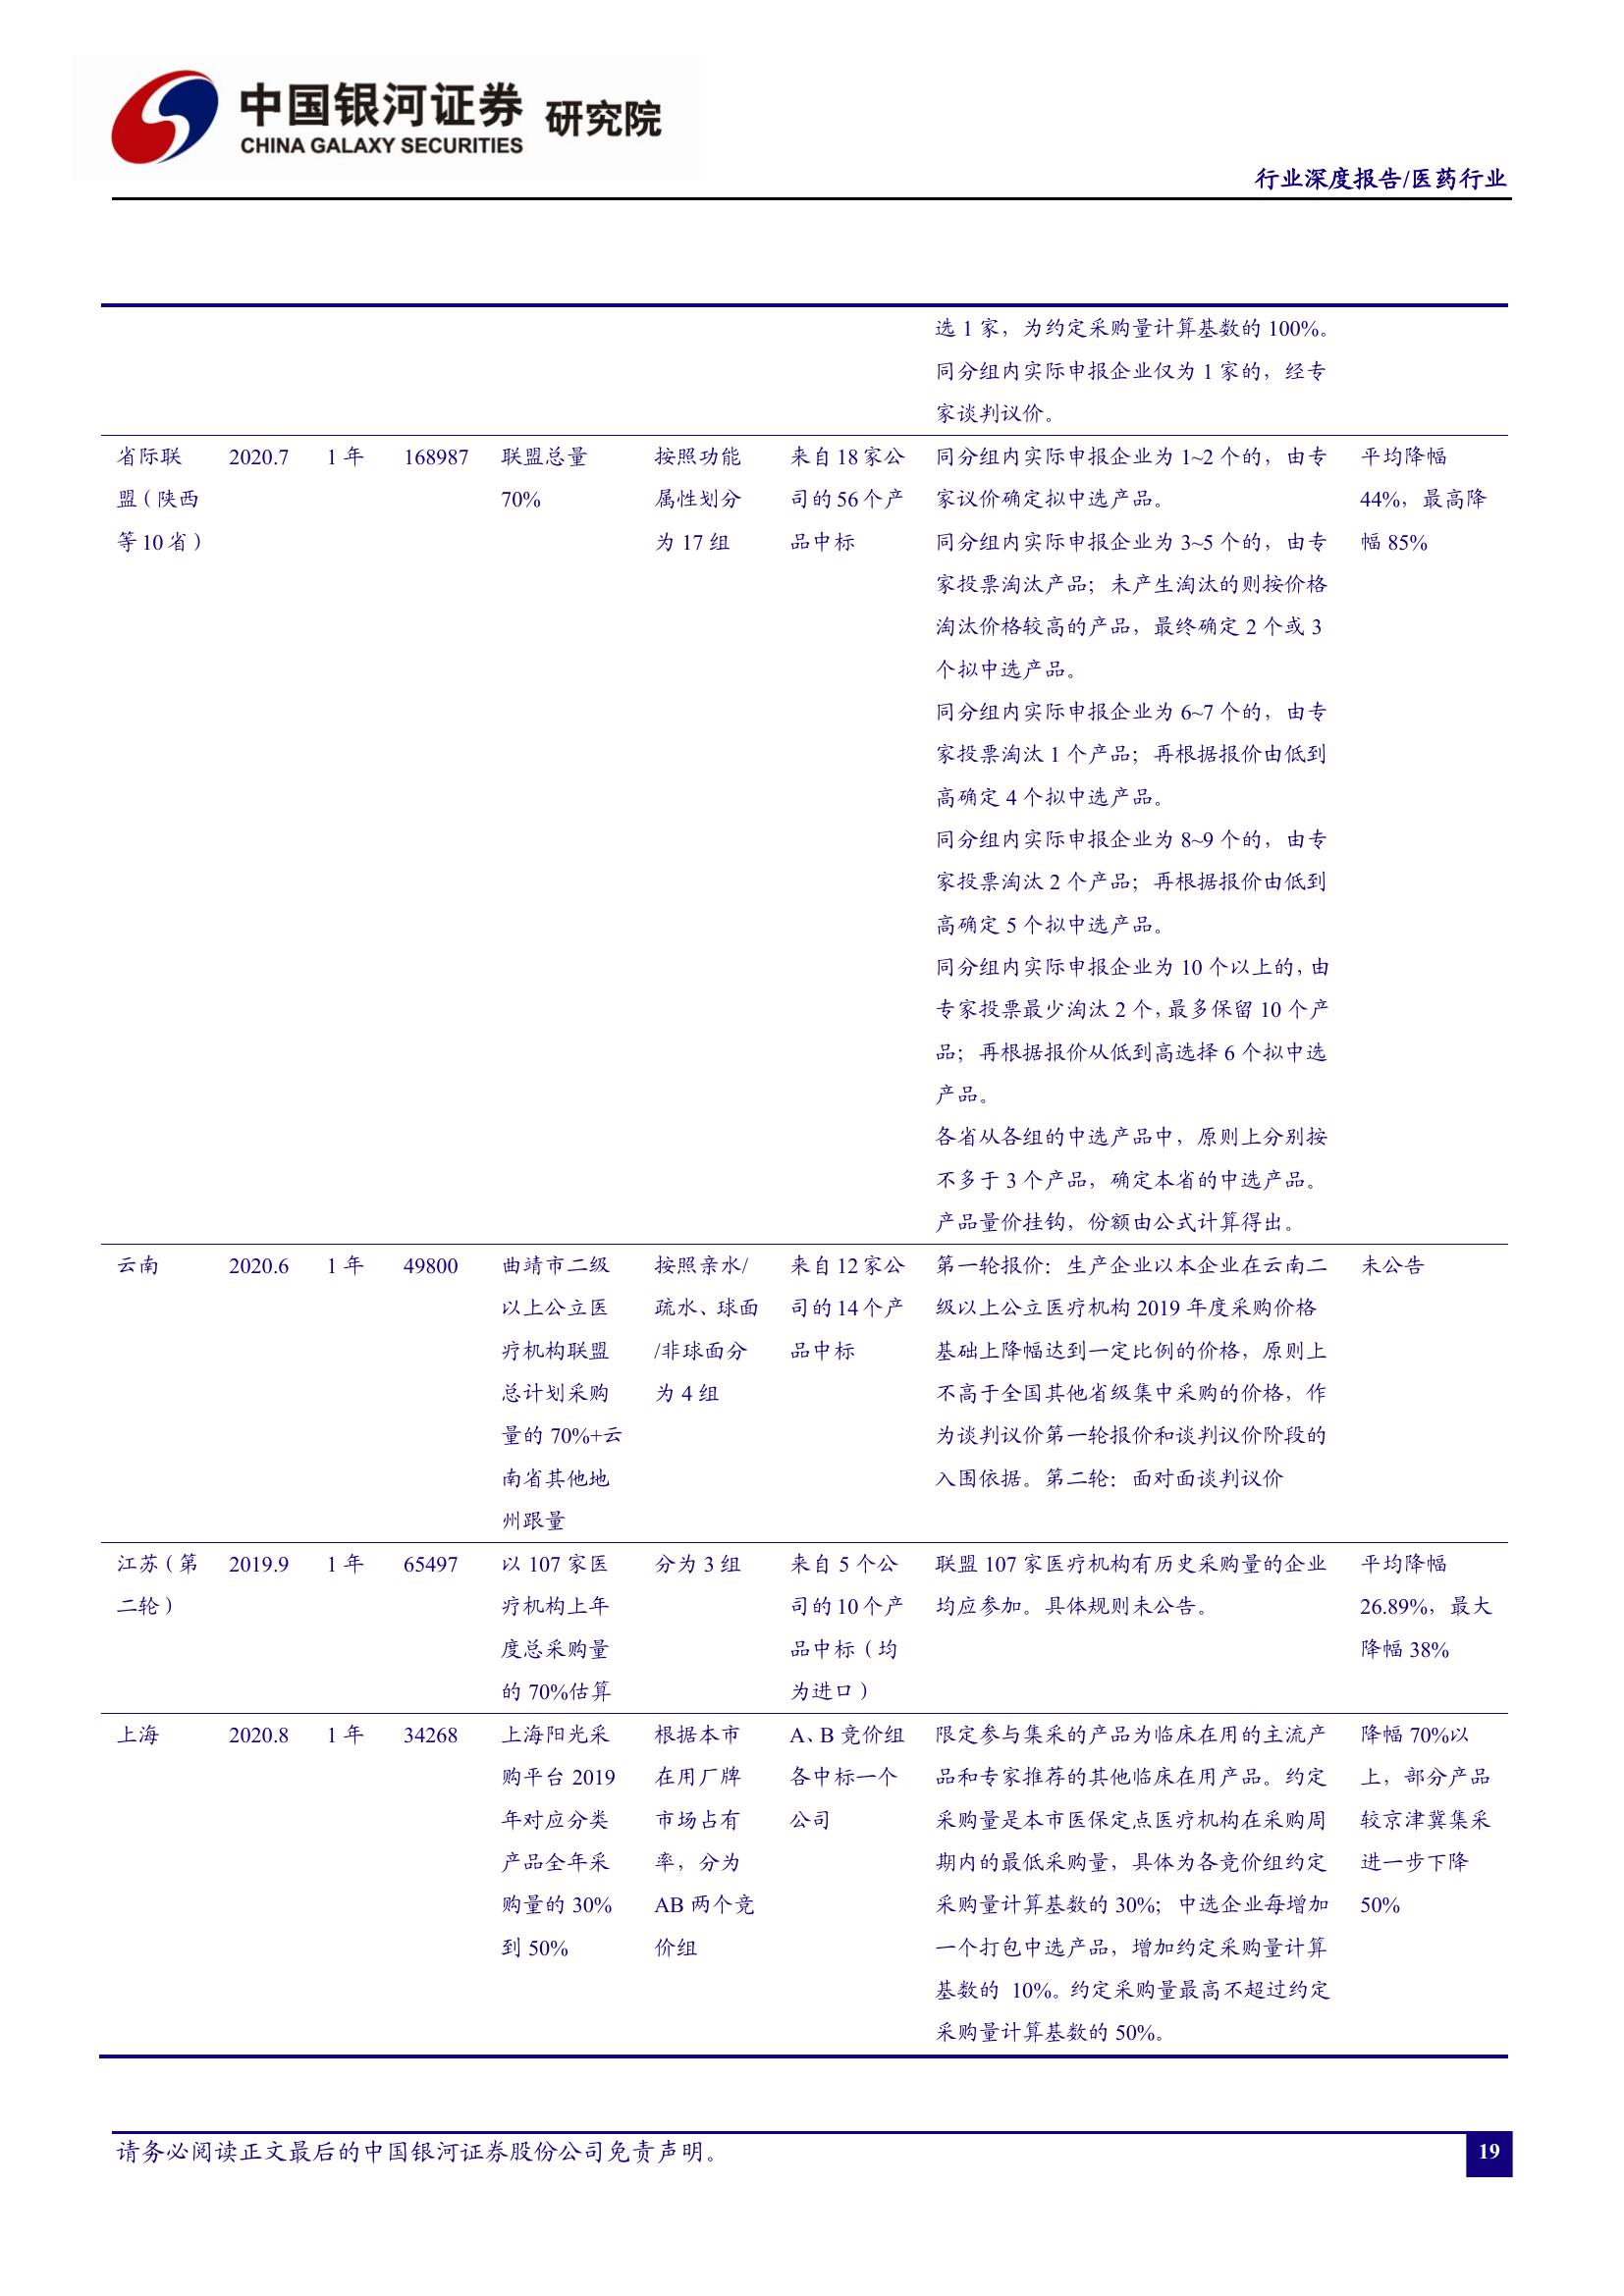 中国银河证券 研究院
CHINA GALAXY SECURITIES
行业深度报告/医药行业
选 1 家，为约定采购量计算基数的 100%。
同分组内实际申报企业仅为 1 家的，经专
家谈判议价。
省际联
盟（陕西
等 10 省）
2020.7
1 年
168987
联盟总量
70%
按照功能
属性划分
为 17 组
来自 18 家公
司的 56 个产
品中标
同分组内实际申报企业为 1~2 个的，由专
家议价确定拟中选产品。
同分组内实际申报企业为 3~5 个的，由专
家投票淘汰产品；未产生淘汰的则按价格
淘汰价格较高的产品，最终确定 2 个或 3
个拟中选产品。
同分组内实际申报企业为 6~7 个的，由专
家投票淘汰 1 个产品；再根据报价由低到
高确定 4 个拟中选产品。
同分组内实际申报企业为 8~9 个的，由专
家投票淘汰 2 个产品；再根据报价由低到
高确定 5 个拟中选产品。
同分组内实际申报企业为 10 个以上的，由
专家投票最少淘汰 2 个，最多保留 10 个产
品；再根据报价从低到高选择 6 个拟中选
产品。
各省从各组的中选产品中，原则上分别按
不多于 3 个产品，确定本省的中选产品。
产品量价挂钩，份额由公式计算得出。
平均降幅
44%，最高降
幅 85%
云南
2020.6
1 年
49800
曲靖市二级
以上公立医
疗机构联盟
总计划采购
量的 70%+云
南省其他地
州跟量
按照亲水/
疏水、球面
/非球面分
为 4 组
来自 12 家公
司的 14 个产
品中标
第一轮报价：生产企业以本企业在云南二
级以上公立医疗机构 2019 年度采购价格
基础上降幅达到一定比例的价格，原则上
不高于全国其他省级集中采购的价格，作
为谈判议价第一轮报价和谈判议价阶段的
入围依据。第二轮：面对面谈判议价
未公告
江苏（第
二轮）
2019.9
1 年
65497
以 107 家医
疗机构上年
度总采购量
的 70%估算
分为 3 组
来自 5 个公
司的 10 个产
品中标（均
为进口）
联盟 107 家医疗机构有历史采购量的企业
均应参加。具体规则未公告。
平均降幅
26.89%，最大
降幅 38%
上海
2020.8
1 年
34268
上海阳光采
购平台 2019
年对应分类
产品全年采
购量的 30%
到 50%
根据本市
在用厂牌
市场占有
率，分为
AB 两个竞
价组
A、B 竞价组
各中标一个
公司
限定参与集采的产品为临床在用的主流产
品和专家推荐的其他临床在用产品。约定
采购量是本市医保定点医疗机构在采购周
期内的最低采购量，具体为各竞价组约定
采购量计算基数的 30%；中选企业每增加
一个打包中选产品，增加约定采购量计算
基数的 10%。约定采购量最高不超过约定
采购量计算基数的 50%。
降幅 70%以
上，部分产品
较京津冀集采
进一步下降
50%
请务必阅读正文最后的中国银河证券股份公司免责声明。
19